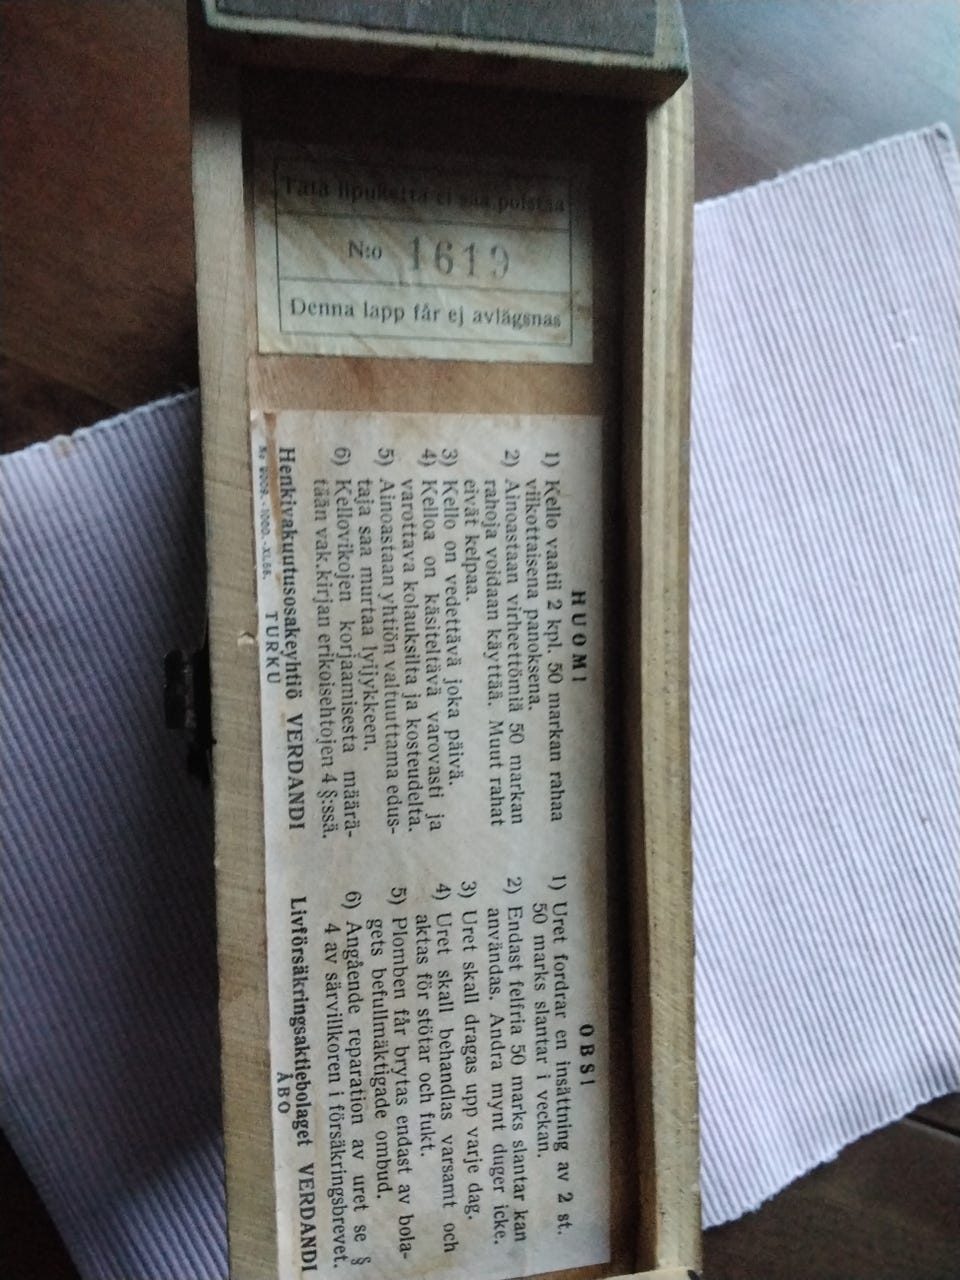 Tätä lipuketta ei saa poistaa
N:o 1619
Denna lapp får ej avlägsnas
HUOM!
1) Kello vaatii 2 kpl. 50 markan rahaa
viikottaisena panoksena.
2) Ainoastaan virheettömiä 50 markan
rahoja voidaan käyttää. Muut rahat
eivät kelpaa.
3) Kello on vedettävä joka päivä.
4) Kelloa on käsiteltävä varovasti ja
varottava kolauksilta ja kosteudelta.
5) Ainoastaan yhtiön valtuuttama edus-
taja saa murtaa lyijykkeen.
6) Kellovikojen korjaamisesta määrä-
tään vak.kirjan erikoisehtojen 4 §:ssä.
Henkivakuutusosakeyhtiö VERDANDI
TURKU
OBS!
1) Uret fordrar en insättning av 2 st.
50 marks slantar i veckan.
2) Endast felfria 50 marks slantar kan
användas. Andra mynt duger icke.
3) Uret skall dragas upp varje dag.
4) Uret skall behandlas varsamt och
aktas för stötar och fukt.
5) Plomben får brytas endast av bola-
gets befullmäktigade ombud.
6) Angående reparation av uret se §
4 av särvillkoren i försäkringsbrevet.
Livförsäkringsaktiebolaget VERDANDI
ÅBO